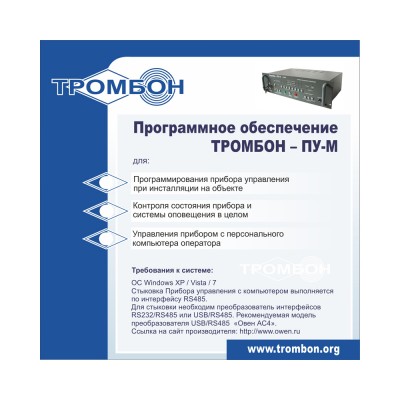 ТРОМБОН
Программное обеспечение
ТРОМБОН – ПУ-М
для:
Программирования прибора управления
при инсталляции на объекте
Контроля состояния прибора и
системы оповещения в целом
Управления прибором с персонального
компьютера оператора
ТРОМБОН
Требования к системе:
ОС Windows XP / Vista / 7
Стыковка Прибора управления с компьютером выполняется
по интерфейсу RS485.
Для стыковки необходим преобразователь интерфейсов
RS232/RS485 или USB/RS485. Рекомендуемая модель
преобразователя USB/RS485 «Овен АС4».
Ссылка на сайт производителя: http://www.owen.ru
www.trombon.org